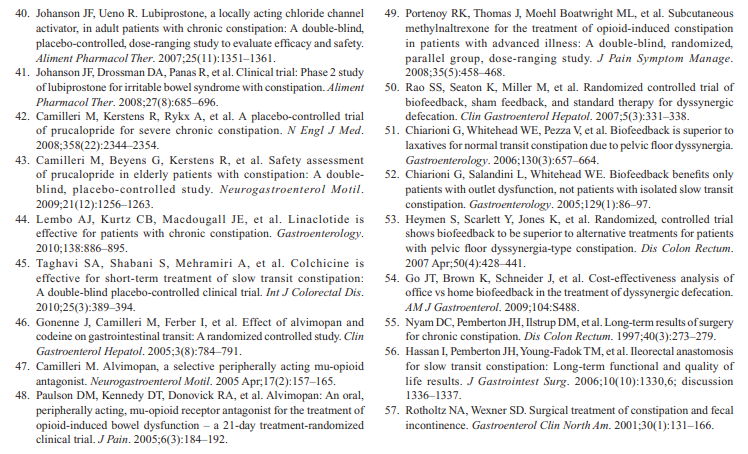 40. Johanson JF, Ueno R. Lubiprostone, a locally acting chloride channel
activator, in adult patients with chronic constipation: A double-blind,
placebo-controlled, dose-ranging study to evaluate efficacy and safety.
Aliment Pharmacol Ther. 2007;25(11):1351–1361.
41. Johanson JF, Drossman DA, Panas R, et al. Clinical trial: Phase 2 study
of lubiprostone for irritable bowel syndrome with constipation. Aliment
Pharmacol Ther. 2008;27(8):685–696.
42. Camilleri M, Kerstens R, Rykx A, et al. A placebo-controlled trial
of prucalopride for severe chronic constipation. N Engl J Med.
2008;358(22):2344–2354.
43. Camilleri M, Beyens G, Kerstens R, et al. Safety assessment
of prucalopride in elderly patients with constipation: A double-
blind, placebo-controlled study. Neurogastroenterol Motil.
2009;21(12):1256–1263.
44. Lembo AJ, Kurtz CB, Macdougall JE, et al. Linaclotide is
effective for patients with chronic constipation. Gastroenterology.
2010;138:886–895.
45. Taghavi SA, Shabani S, Mehramiri A, et al. Colchicine is
effective for short-term treatment of slow transit constipation:
A double-blind placebo-controlled clinical trial. Int J Colorectal Dis.
2010;25(3):389–394.
46. Gonenne J, Camilleri M, Ferber I, et al. Effect of alvimopan and
codeine on gastrointestinal transit: A randomized controlled study. Clin
Gastroenterol Hepatol. 2005;3(8):784–791.
47. Camilleri M. Alvimopan, a selective peripherally acting mu-opioid
antagonist. Neurogastroenterol Motil. 2005 Apr;17(2):157–165.
48. Paulson DM, Kennedy DT, Donovick RA, et al. Alvimopan: An oral,
peripherally acting, mu-opioid receptor antagonist for the treatment of
opioid-induced bowel dysfunction – a 21-day treatment-randomized
clinical trial. J Pain. 2005;6(3):184–192.
49. Portenoy RK, Thomas J, Moehl Boatwright ML, et al. Subcutaneous
methylnaltrexone for the treatment of opioid-induced constipation
in patients with advanced illness: A double-blind, randomized,
parallel group, dose-ranging study. J Pain Symptom Manage.
2008;35(5):458–468.
50. Rao SS, Seaton K, Miller M, et al. Randomized controlled trial of
biofeedback, sham feedback, and standard therapy for dyssynergic
defecation. Clin Gastroenterol Hepatol. 2007;5(3):331–338.
51. Chiarioni G, Whitehead WE, Pezza V, et al. Biofeedback is superior to
laxatives for normal transit constipation due to pelvic floor dyssynergia.
Gastroenterology. 2006;130(3):657–664.
52. Chiarioni G, Salandini L, Whitehead WE. Biofeedback benefits only
patients with outlet dysfunction, not patients with isolated slow transit
constipation. Gastroenterology. 2005;129(1):86–97.
53. Heymen S, Scarlett Y, Jones K, et al. Randomized, controlled trial
shows biofeedback to be superior to alternative treatments for patients
with pelvic floor dyssynergia-type constipation. Dis Colon Rectum.
2007 Apr;50(4):428–441.
54. Go JT, Brown K, Schneider J, et al. Cost-effectiveness analysis of
office vs home biofeedback in the treatment of dyssynergic defecation.
AM J Gastroenterol. 2009;104:S488.
55. Nyam DC, Pemberton JH, Ilstrup DM, et al. Long-term results of surgery
for chronic constipation. Dis Colon Rectum. 1997;40(3):273–279.
56. Hassan I, Pemberton JH, Young-Fadok TM, et al. Ileorectal anastomosis
for slow transit constipation: Long-term functional and quality of
life results. J Gastrointest Surg. 2006;10(10):1330,6; discussion
1336–1337.
57. Rotholtz NA, Wexner SD. Surgical treatment of constipation and fecal
incontinence. Gastroenterol Clin North Am. 2001;30(1):131–166.